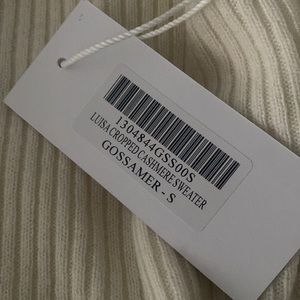 1304844GSS00S
LUISA CROPPED CASHMERE SWEATER
GOSSAMER - S